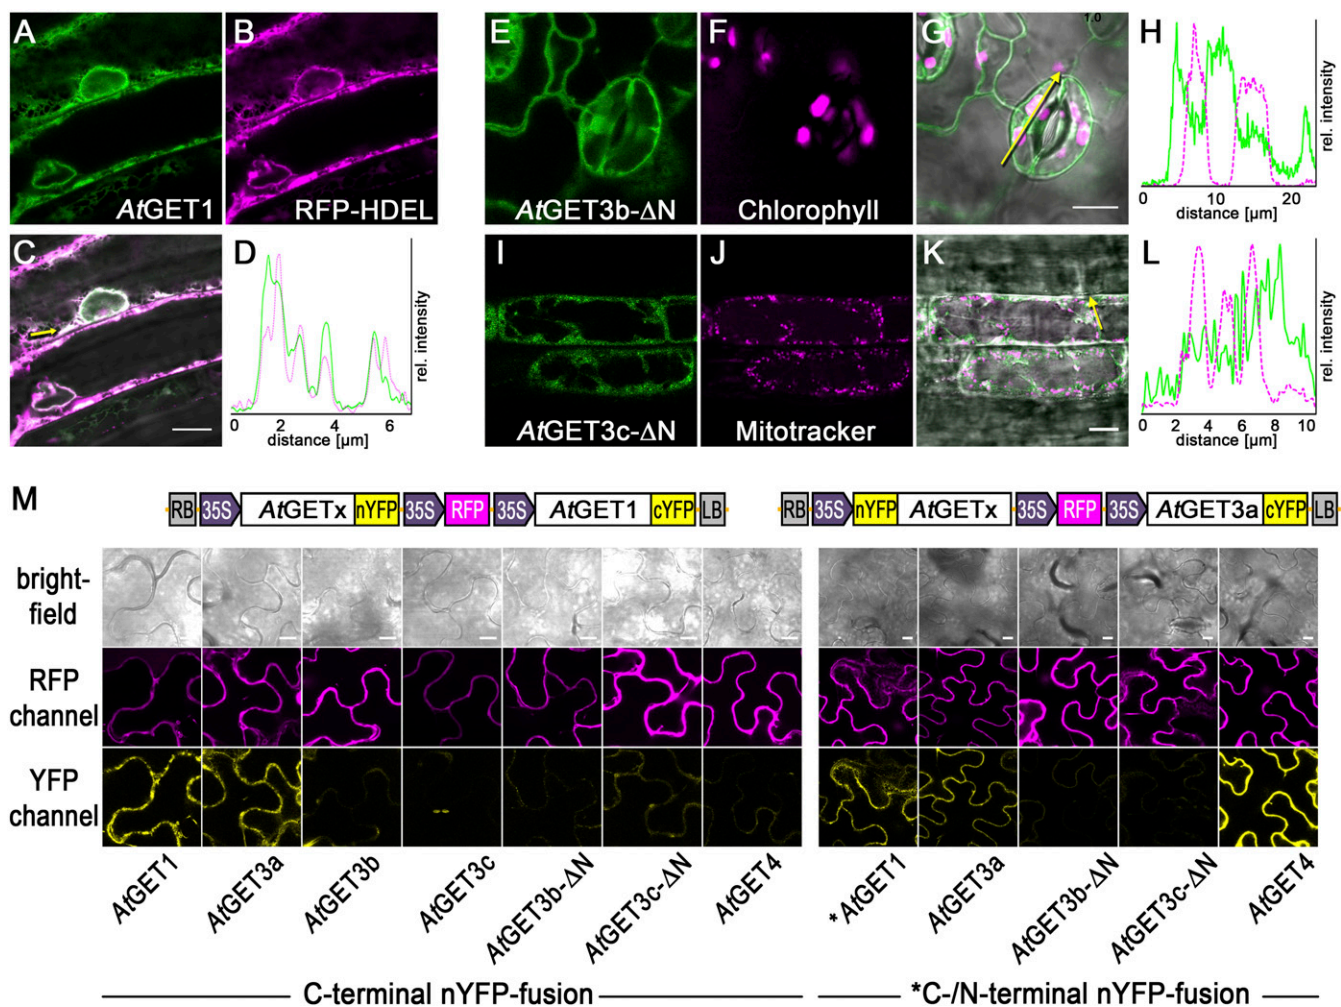 A
B
AtGET1
RFP-HDEL
C
D
rel. intensity
0 2 4 6
distance [µm]
E
F
G
1.0
H
AtGET3b-ΔN
Chlorophyll
rel. intensity
0 10 20
distance [µm]
I
J
K
L
AtGET3c-ΔN
Mitotracker
rel. intensity
0 2 4 6 8 10
distance [µm]
M
RB 35S AtGETx nYFP 35S RFP 35S AtGET1 cYFP LB
RB 35S nYFP AtGETx 35S RFP 35S AtGET3a cYFP LB
bright-
field
RFP
channel
YFP
channel
AtGET1
AtGET3a
AtGET3b
AtGET3c
AtGET3b-ΔN
AtGET3c-ΔN
AtGET4
*AtGET1
AtGET3a
AtGET3b-ΔN
AtGET3c-ΔN
AtGET4
C-terminal nYFP-fusion
*C-/N-terminal nYFP-fusion